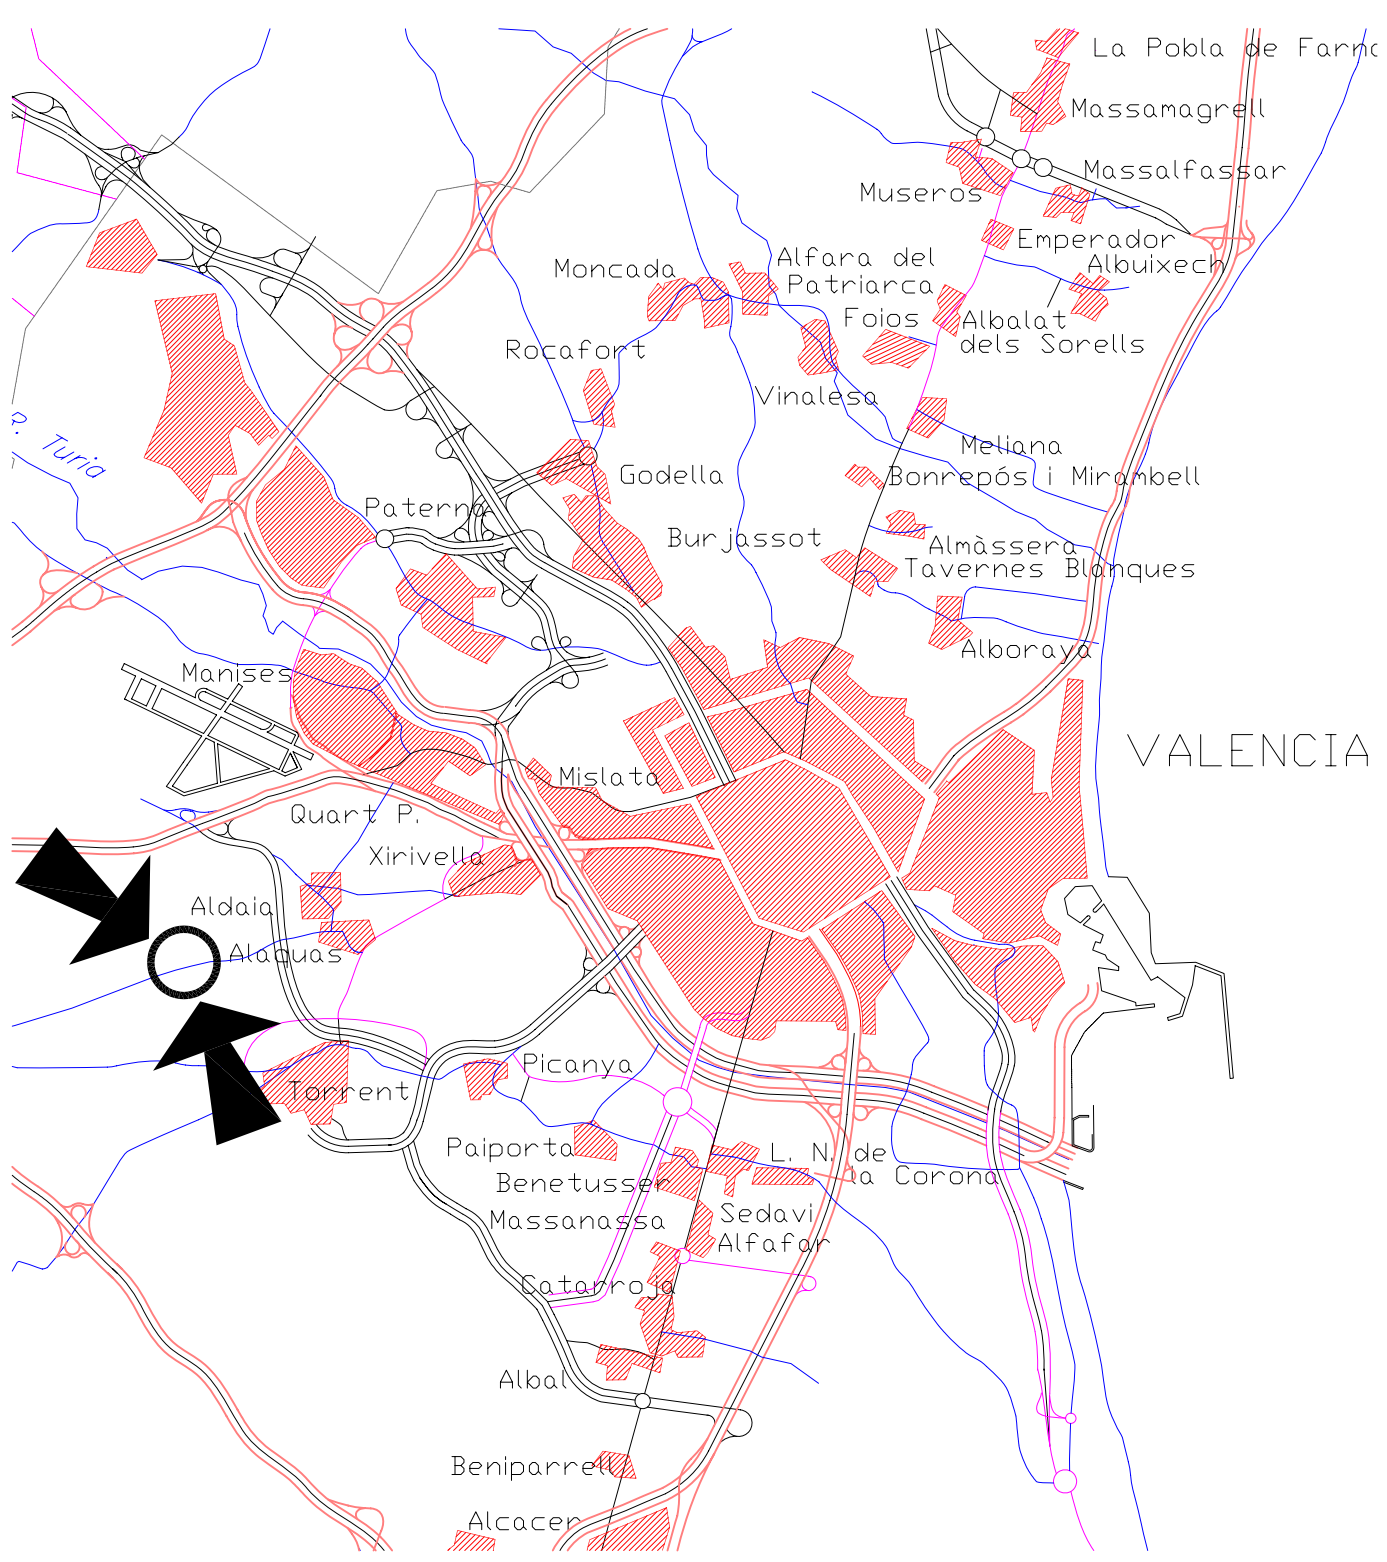 La Pobla de Farn
Massamagrell
Massalfassar
Museros
Emperador
Albuixech
Alfara del
Patriarca
Moncada
Foios
Albalat
dels Sorells
Rocafort
Vinalesa
R. Turia
Meliana
Godella
Bonrepós i Mirambell
Paterna
Burjassot
Almàssera
Tavernes Blanques
Alboraya
Manises
VALENCIA
Mislata
Quart P.
Xirivella
Aldaia
Alaquas
Picanya
Torrent
Paiporta
L. N. de
la Corona
Benetusser
Massanassa
Sedavi
Alfafar
Catarroja
Albal
Beniparrell
Alcacer